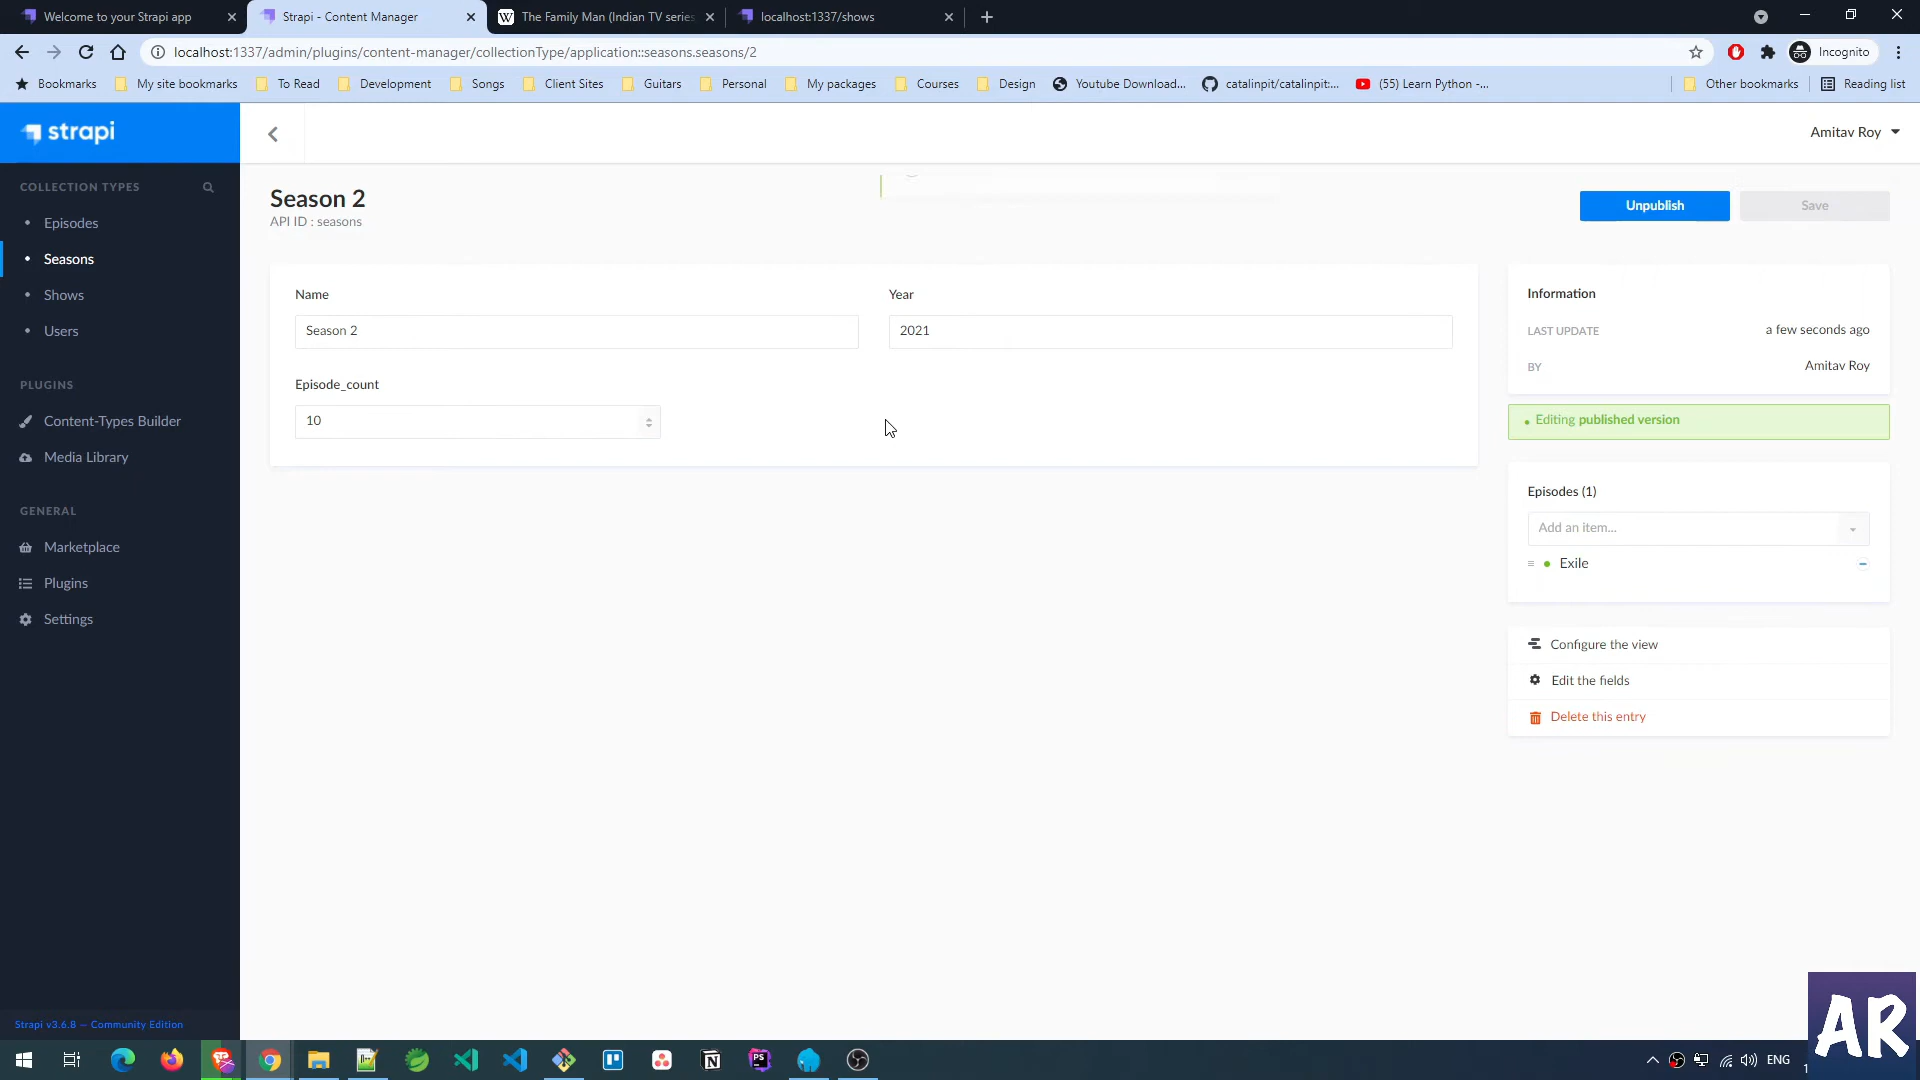 Welcome to your Strapi app
Strapi - Content Manager
The Family Man (Indian TV series
localhost:1337/shows
localhost:1337/admin/plugins/content-manager/collectionType/application::seasons.seasons/2
Incognito
Bookmarks
My site bookmarks
To Read
Development
Songs
Client Sites
Guitars
Personal
My packages
Courses
Design
Youtube Download...
catalinpit/catalinpit:...
(55) Learn Python -...
Other bookmarks
Reading list
strapi
Amitav Roy
COLLECTION TYPES
Episodes
Seasons
Shows
Users
PLUGINS
Content-Types Builder
Media Library
GENERAL
Marketplace
Plugins
Settings
Strapi v3.6.8 — Community Edition
Season 2
API ID : seasons
Unpublish
Save
Name
Season 2
Year
2021
Episode_count
10
Information
LAST UPDATE
a few seconds ago
BY
Amitav Roy
Editing published version
Episodes (1)
Add an item...
Exile
Configure the view
Edit the fields
Delete this entry
AR
ENG